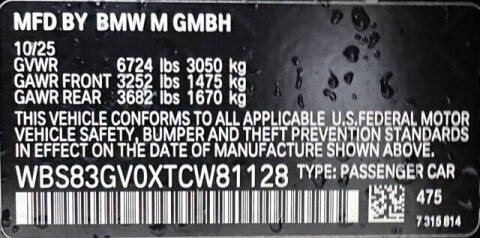 MFD BY BMW M GMBH
10/25
GVWR 6724 lbs 3050 kg
GAWR FRONT 3252 lbs 1475 kg
GAWR REAR 3682 lbs 1670 kg
THIS VEHICLE CONFORMS TO ALL APPLICABLE U.S.FEDERAL MOTOR
VEHICLE SAFETY, BUMPER AND THEFT PREVENTION STANDARDS
IN EFFECT ON THE DATE OF MANUFACTURE SHOWN ABOVE.
WBS83GV0XTCW81128 TYPE: PASSENGER CAR
475
7 315 014